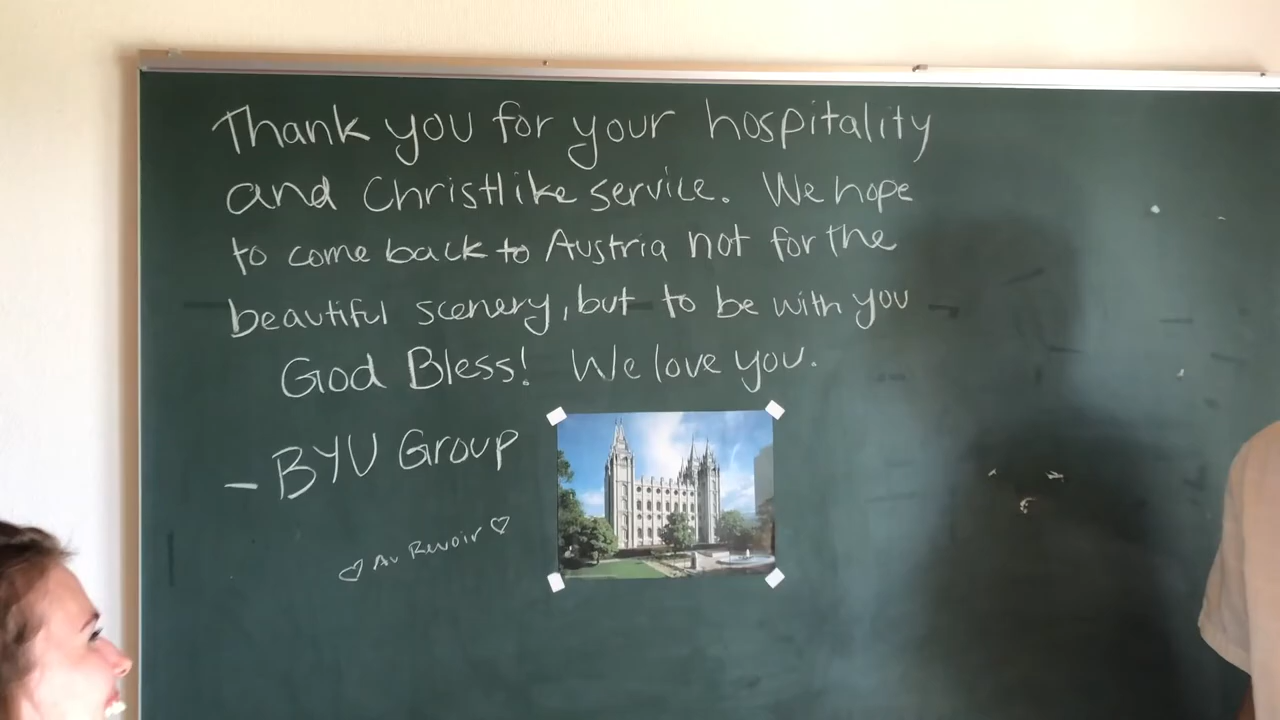 Thank you for your hospitality
and Christlike service. We hope
to come back to Austria not for the
beautiful scenery, but to be with you
God Bless! We love you.
- BYU Group
♡ Au Revoir ♡